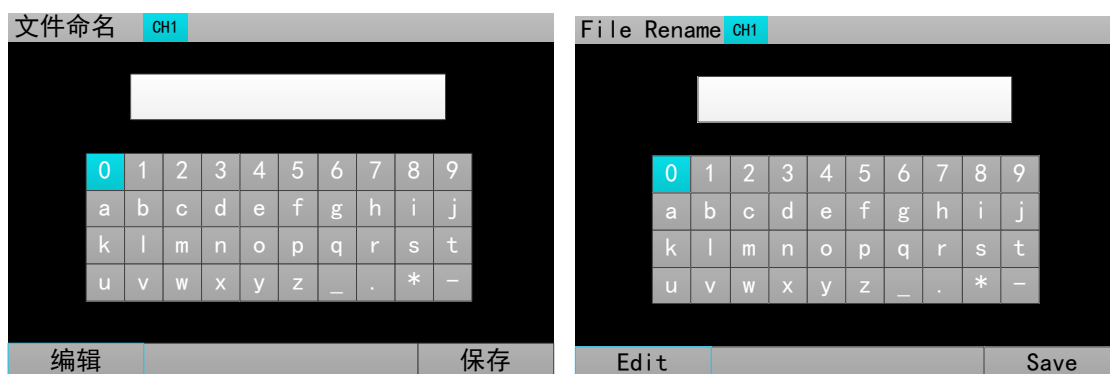 文件命名 CH1
0 1 2 3 4 5 6 7 8 9
a b c d e f g h i j
k l m n o p q r s t
u v w x y z _ . * -
编辑 保存
File Rename CH1
0 1 2 3 4 5 6 7 8 9
a b c d e f g h i j
k l m n o p q r s t
u v w x y z _ . * -
Edit Save